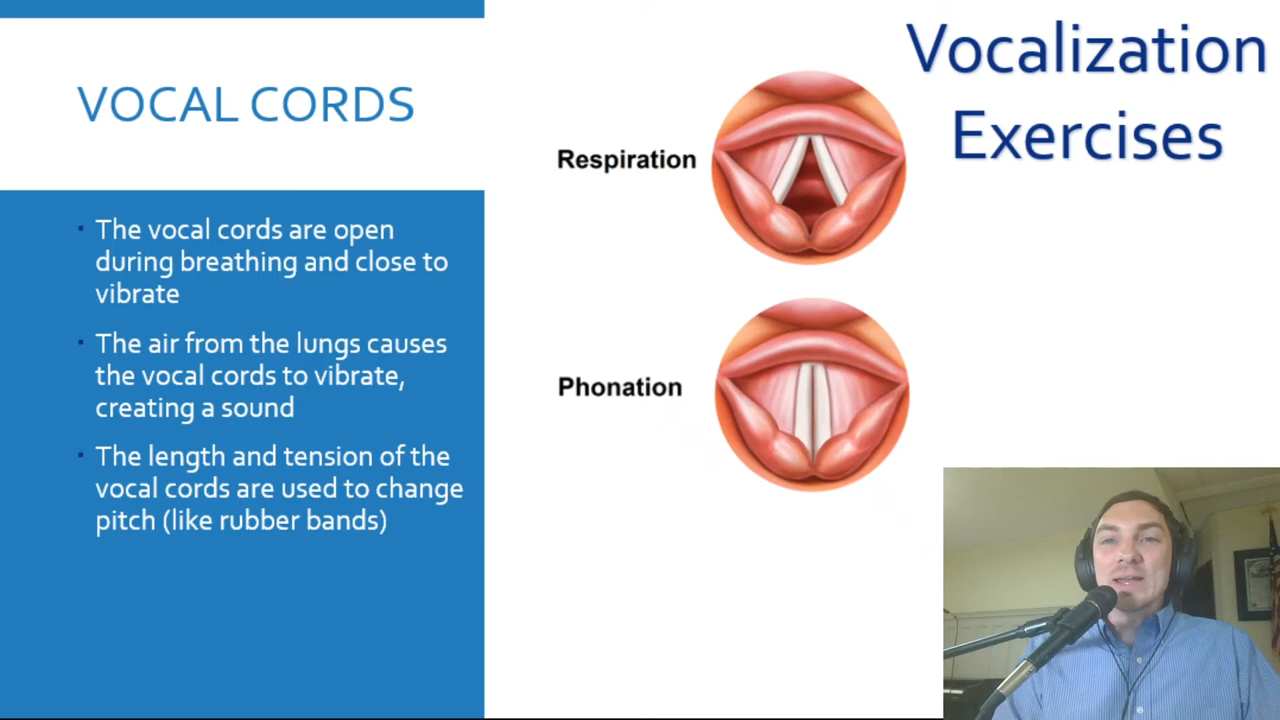 VOCAL CORDS
The vocal cords are open
during breathing and close to
vibrate
The air from the lungs causes
the vocal cords to vibrate,
creating a sound
The length and tension of the
vocal cords are used to change
pitch (like rubber bands)
Respiration
Phonation
Vocalization
Exercises